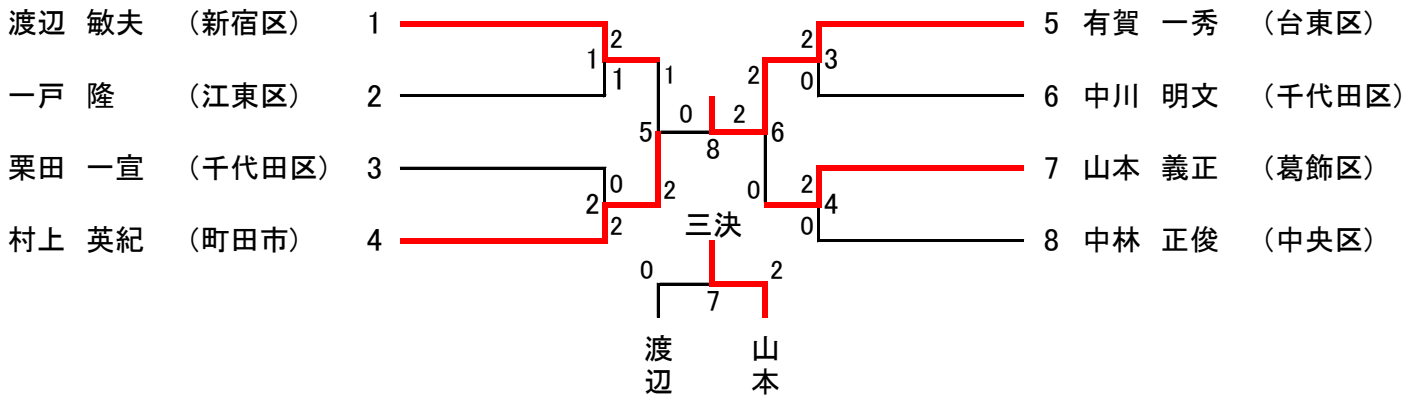 渡辺 敏夫 （新宿区） 1
一戸 隆 （江東区） 2
栗田 一宣 （千代田区） 3
村上 英紀 （町田市） 4
2
1
1
1
0
2
2
5
2
0
8
2
2
6
0
2
3
0
2
4
0
5 有賀 一秀 （台東区）
6 中川 明文 （千代田区）
7 山本 義正 （葛飾区）
8 中林 正俊 （中央区）
三決
0
7
2
渡辺
山本